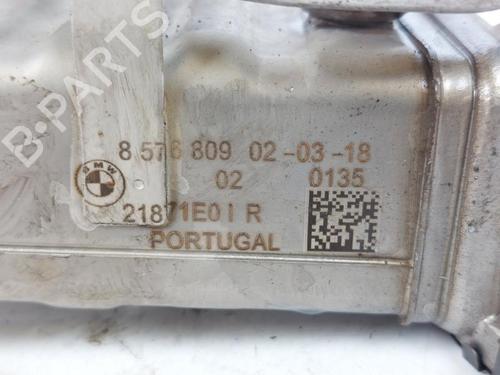 B-PARTS
BMW
8 576 809 02-03-18
02 0135
21871E0 I R
PORTUGAL